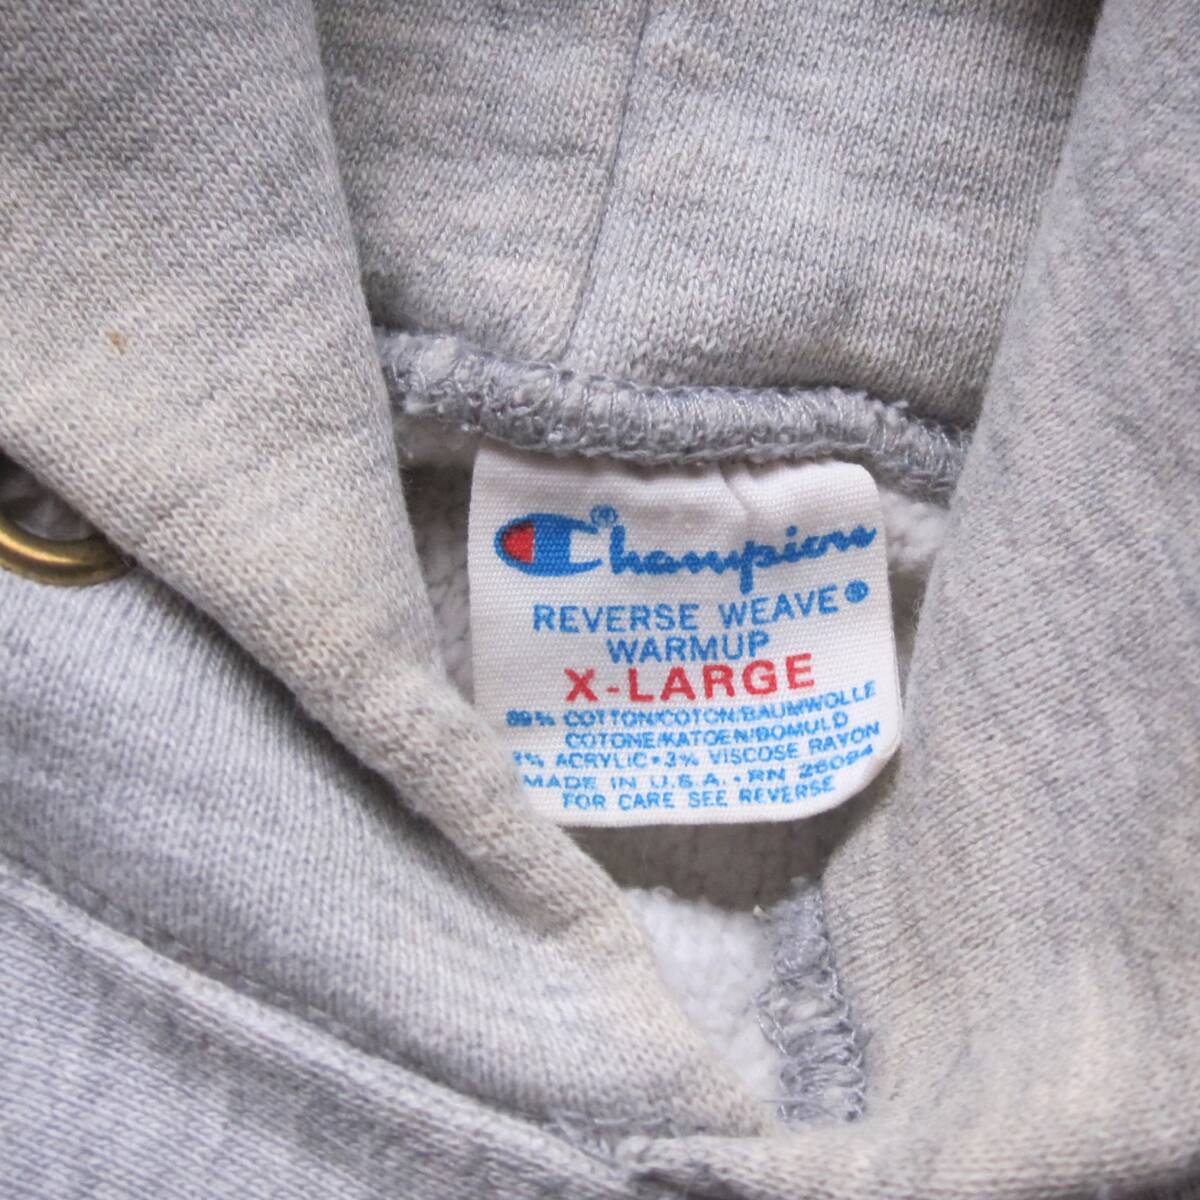 Champion®
REVERSE WEAVE®
WARMUP
X-LARGE
89% COTTON/COTON/BAUMWOLLE
COTONE/KATOEN/BOMULD
% ACRYLIC • 3% VISCOSE RAYON
MADE IN U.S.A. • RN 26094
FOR CARE SEE REVERSE